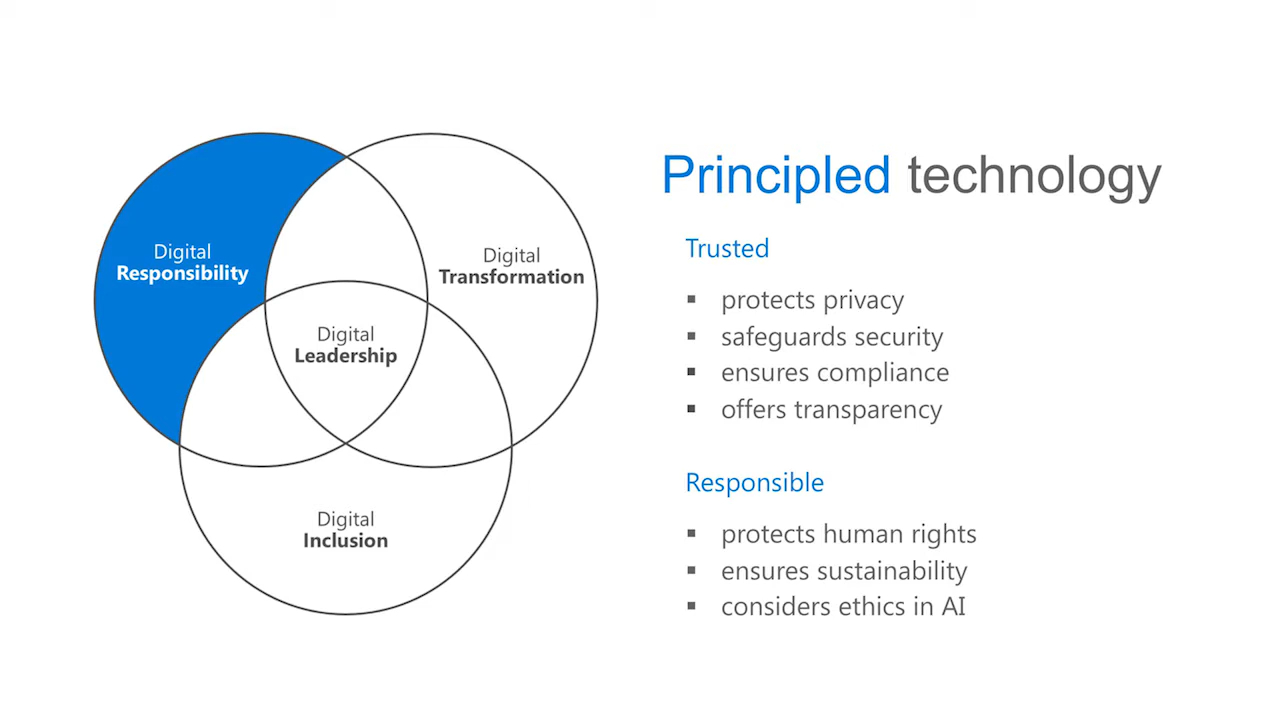 Digital
Responsibility
Digital
Transformation
Digital
Leadership
Digital
Inclusion
Principled technology
Trusted
▪ protects privacy
▪ safeguards security
▪ ensures compliance
▪ offers transparency
Responsible
▪ protects human rights
▪ ensures sustainability
▪ considers ethics in AI